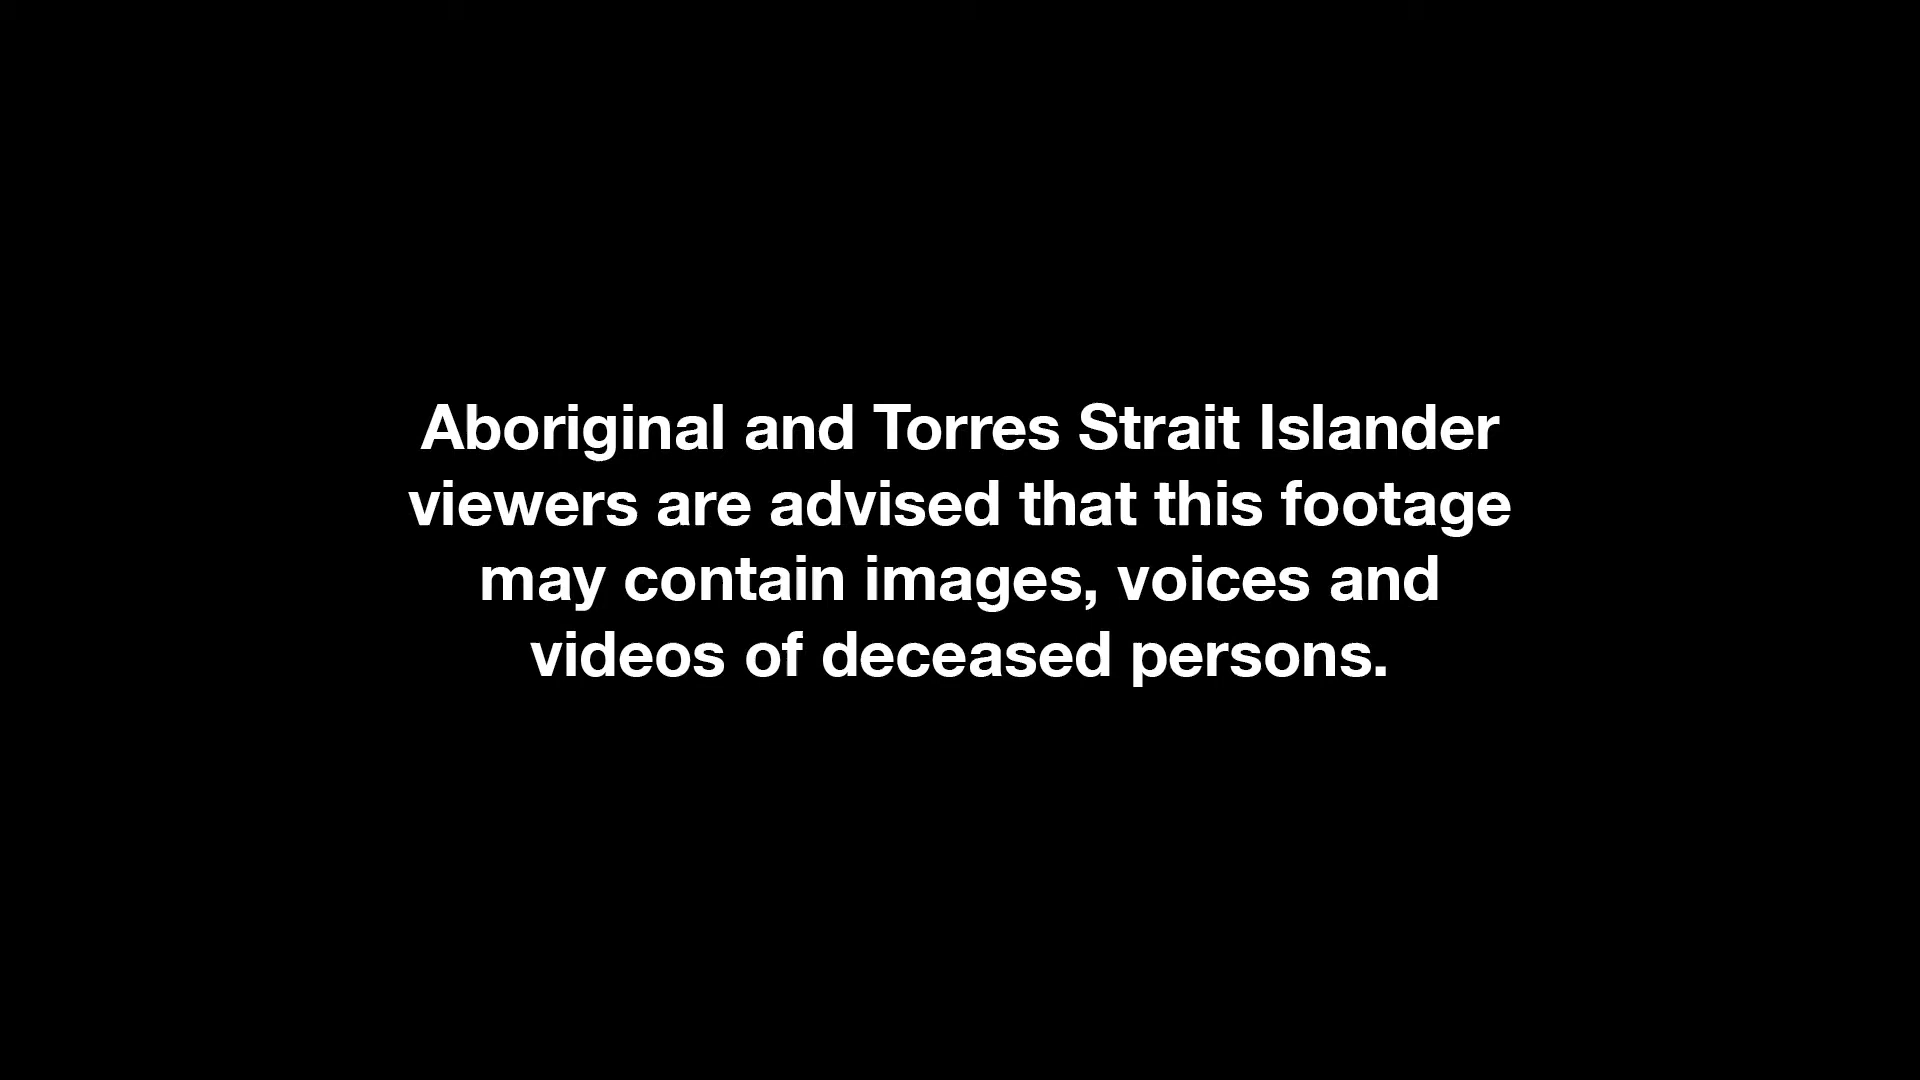 Aboriginal and Torres Strait Islander
viewers are advised that this footage
may contain images, voices and
videos of deceased persons.